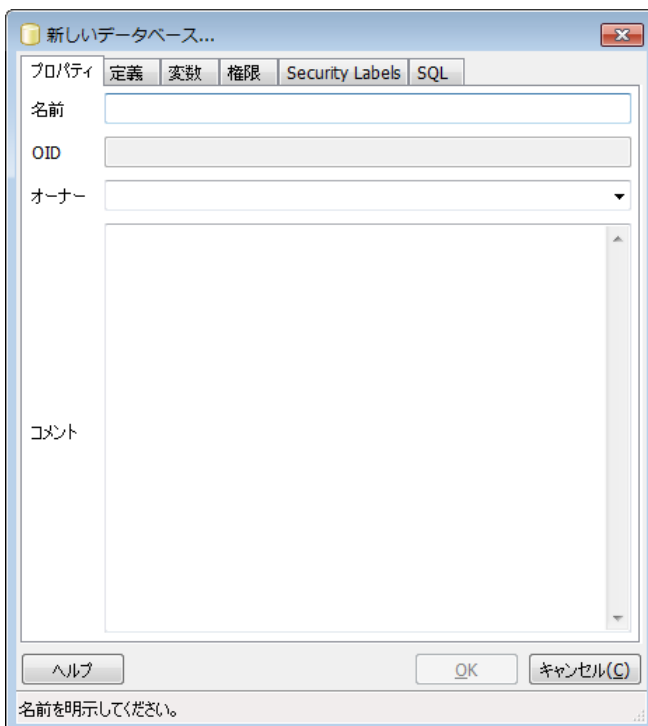 新しいデータベース...
プロパティ 定義 変数 権限 Security Labels SQL
名前
OID
オーナー
コメント
ヘルプ OK キャンセル(C)
名前を明示してください。